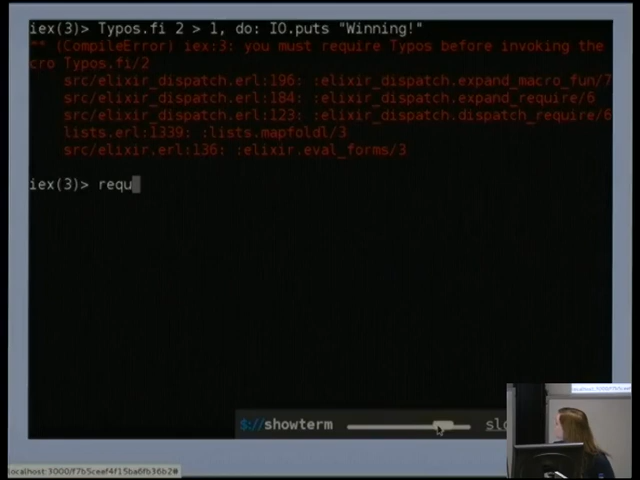 iex(3)> Typos.fi 2 > 1, do: IO.puts "Winning!"
** (CompileError) iex:3: you must require Typos before invoking the
cro Typos.fi/2
src/elixir_dispatch.erl:196: :elixir_dispatch.expand_macro_fun/7
src/elixir_dispatch.erl:184: :elixir_dispatch.expand_require/6
src/elixir_dispatch.erl:123: :elixir_dispatch.dispatch_require/6
lists.erl:1339: :lists.mapfoldl/3
src/elixir.erl:136: :elixir.eval_forms/3
iex(3)> requ
$://showterm
slo